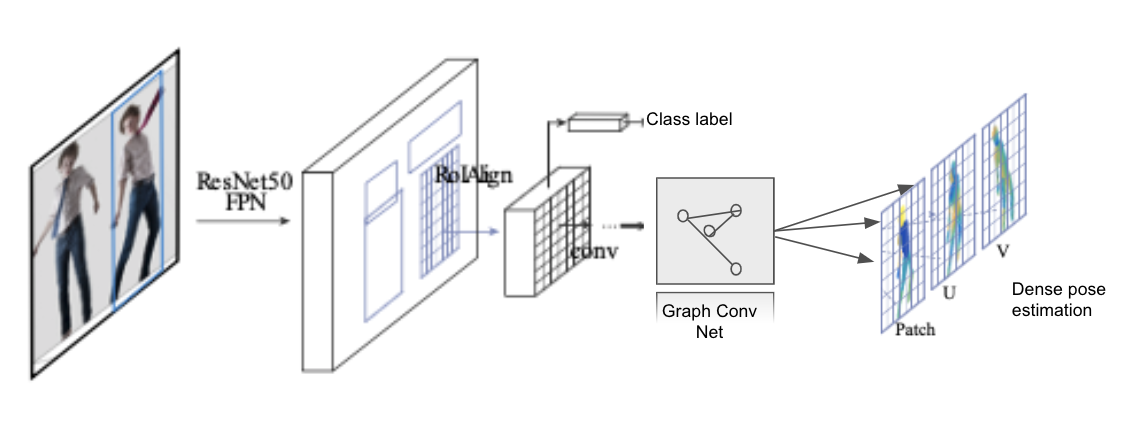 ResNet50
FPN
RoIAlign
Class label
conv
...
Graph Conv
Net
Patch
U
V
Dense pose
estimation